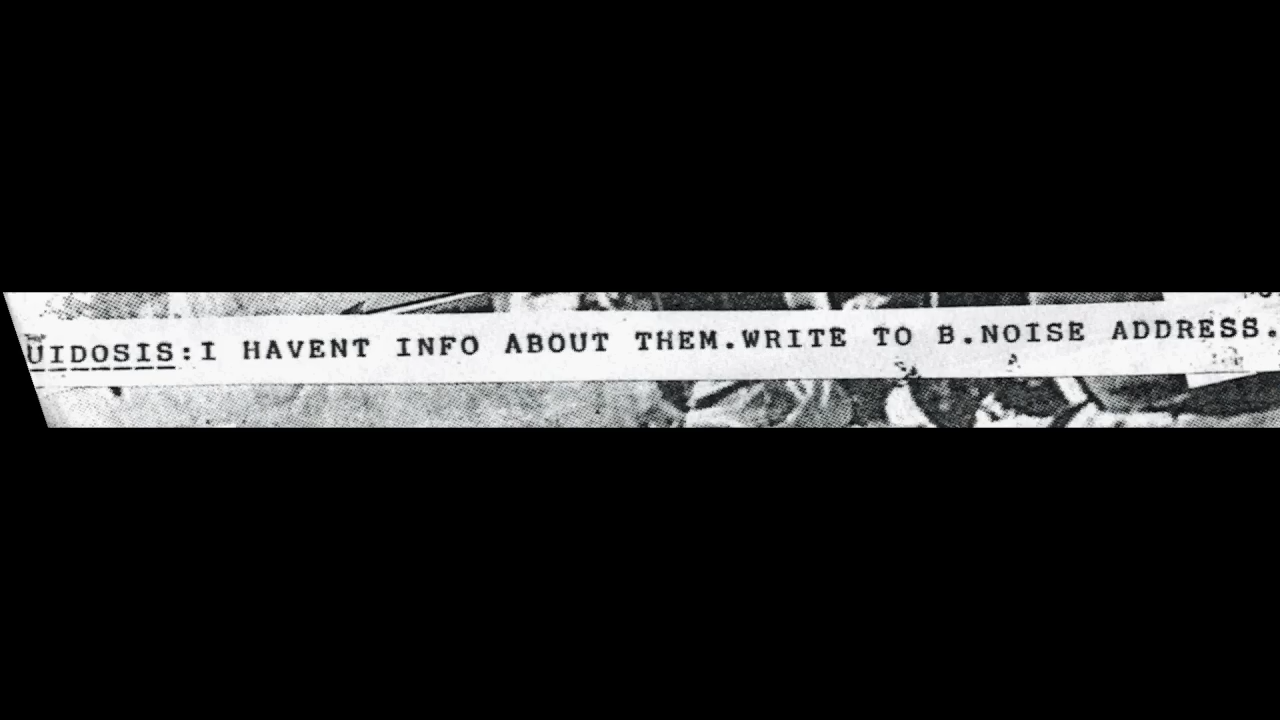 UIDOSIS:I HAVENT INFO ABOUT THEM.WRITE TO B.NOISE ADDRESS.